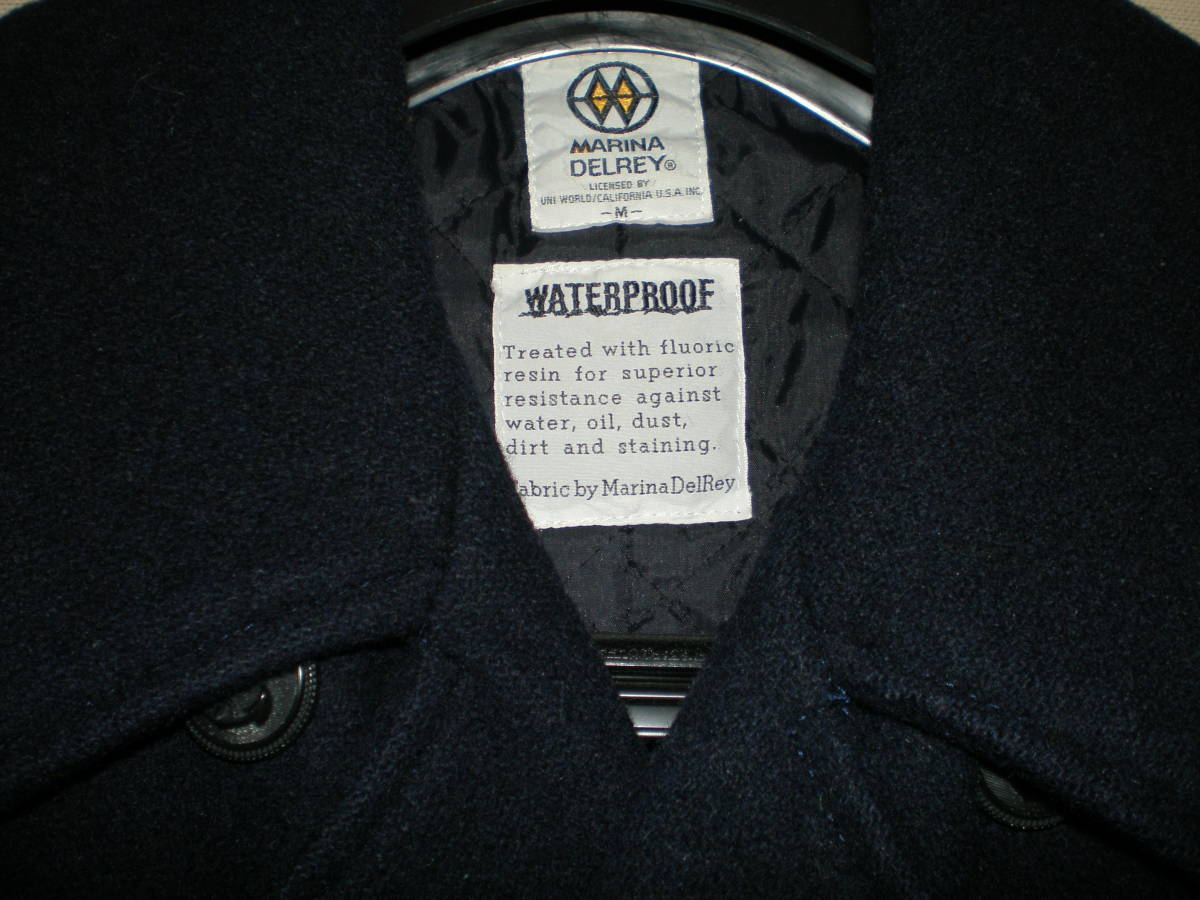 MARINA
DELREY®
LICENSED BY
UNI WORLD/CALIFORNIA U.S.A. INC.
-M-
WATERPROOF
Treated with fluoric
resin for superior
resistance against
water, oil, dust,
dirt and staining.
abric by MarinaDelRey